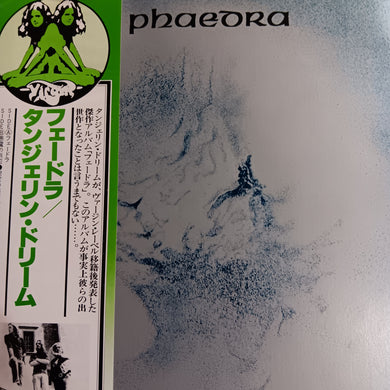 phaedra
Virgin
フェードラ／
タンジェリン・ドリーム
タンジェリン・ドリームが、ヴァージン・レーベル移籍後発表した
傑作アルバム「フェードラ」。このアルバムが事実上彼らの出
世作となったことは言うまでもない……。